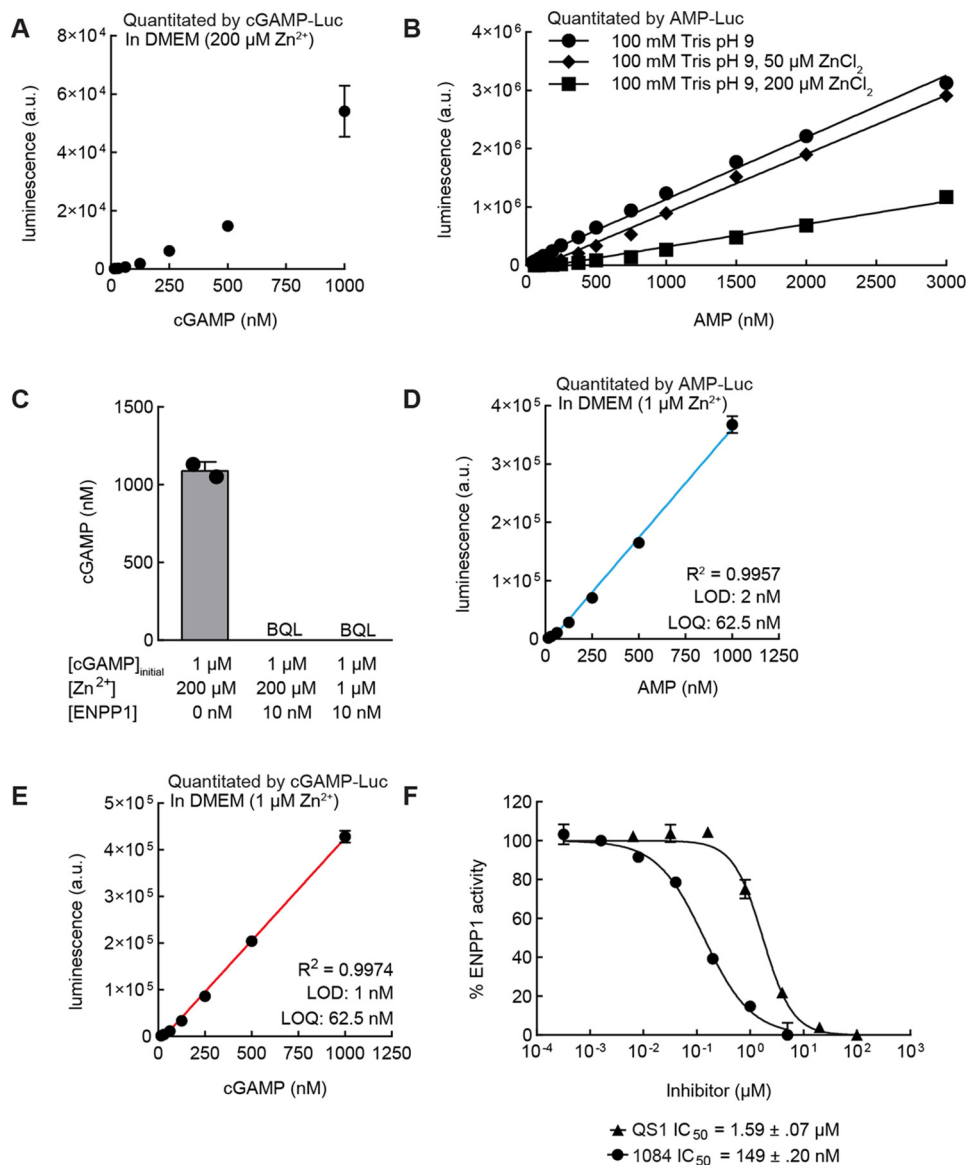 A
Quantitated by cGAMP-Luc
In DMEM (200 µM Zn²⁺)
8×10⁴
6×10⁴
4×10⁴
2×10⁴
0
luminescence (a.u.)
0 250 500 750 1000
cGAMP (nM)
B
Quantitated by AMP-Luc
100 mM Tris pH 9
100 mM Tris pH 9, 50 µM ZnCl₂
100 mM Tris pH 9, 200 µM ZnCl₂
4×10⁶
3×10⁶
2×10⁶
1×10⁶
0
luminescence (a.u.)
0 500 1000 1500 2000 2500 3000
AMP (nM)
C
1500
1000
500
0
cGAMP (nM)
BQL BQL
[cGAMP]initial 1 µM 1 µM 1 µM
[Zn²⁺] 200 µM 200 µM 1 µM
[ENPP1] 0 nM 10 nM 10 nM
D
Quantitated by AMP-Luc
In DMEM (1 µM Zn²⁺)
4×10⁵
3×10⁵
2×10⁵
1×10⁵
0
luminescence (a.u.)
R² = 0.9957
LOD: 2 nM
LOQ: 62.5 nM
0 250 500 750 1000 1250
AMP (nM)
E
Quantitated by cGAMP-Luc
In DMEM (1 µM Zn²⁺)
5×10⁵
4×10⁵
3×10⁵
2×10⁵
1×10⁵
0
luminescence (a.u.)
R² = 0.9974
LOD: 1 nM
LOQ: 62.5 nM
0 250 500 750 1000 1250
cGAMP (nM)
F
120
100
80
60
40
20
0
% ENPP1 activity
10⁻⁴ 10⁻³ 10⁻² 10⁻¹ 10⁰ 10¹ 10² 10³
Inhibitor (µM)
QS1 IC₅₀ = 1.59 ± .07 µM
1084 IC₅₀ = 149 ± .20 nM